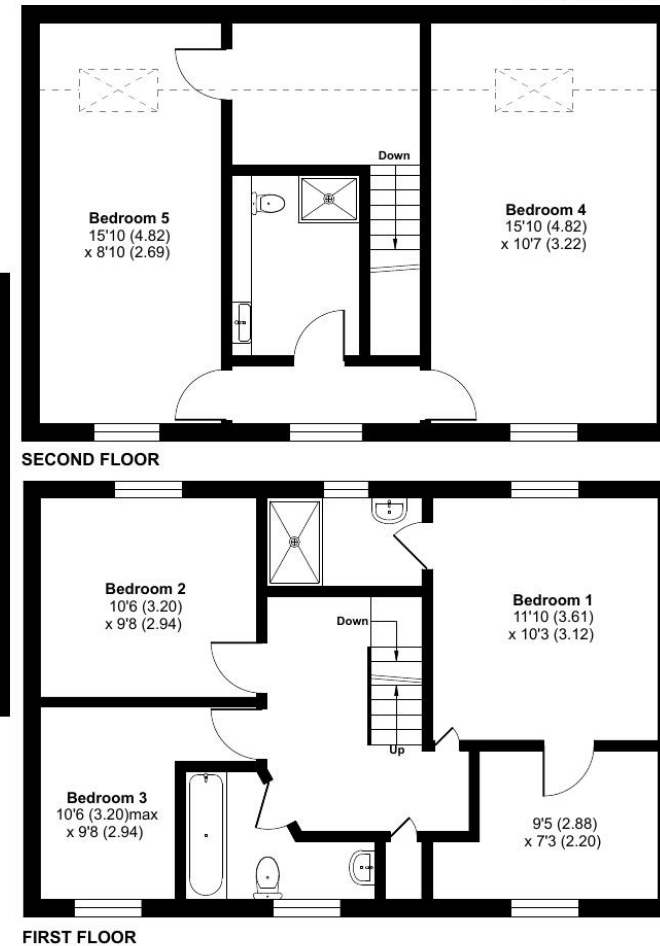 Down
Bedroom 5
15'10 (4.82)
x 8'10 (2.69)
Bedroom 4
15'10 (4.82)
x 10'7 (3.22)
SECOND FLOOR
Bedroom 2
10'6 (3.20)
x 9'8 (2.94)
Down
Bedroom 1
11'10 (3.61)
x 10'3 (3.12)
Up
Bedroom 3
10'6 (3.20)max
x 9'8 (2.94)
9'5 (2.88)
x 7'3 (2.20)
FIRST FLOOR